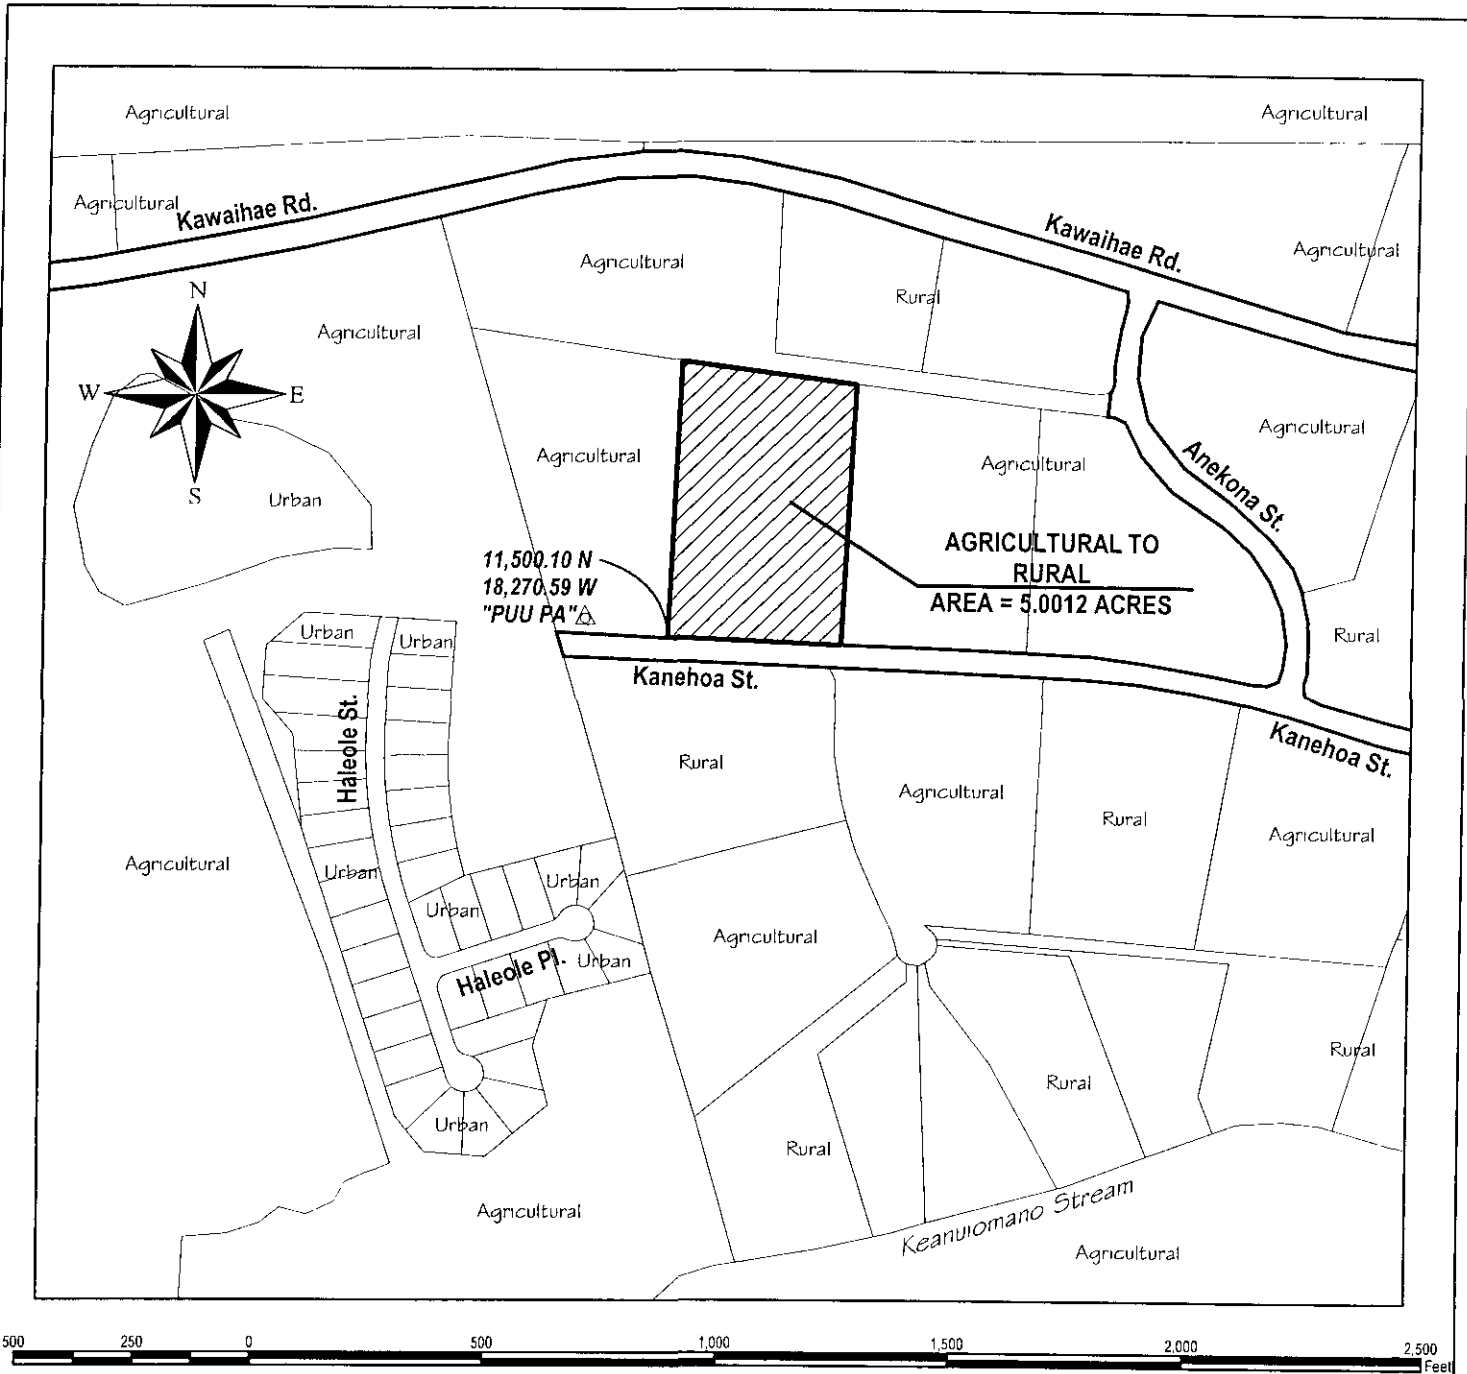 Agricultural
Agricultural
Agricultural
Kawaihae Rd.
Kawaihae Rd.
Agricultural
Agricultural
Rural
N
Agricultural
W
E
S
Urban
Agricultural
Agricultural
Agricultural
Anekona St.
11,500.10 N
18,270.59 W
"PUU PA"
AGRICULTURAL TO
RURAL
AREA = 5.0012 ACRES
Urban
Urban
Rural
Kanehoa St.
Haleole St.
Kanehoa St.
Rural
Agricultural
Rural
Agricultural
Agricultural
Urban
Urban
Urban
Agricultural
Haleole Pl.
Urban
Rural
Rural
Urban
Rural
Agricultural
Keanuiomano Stream
Agricultural
500 250 0 500 1,000 1,500 2,000 2,500
Feet